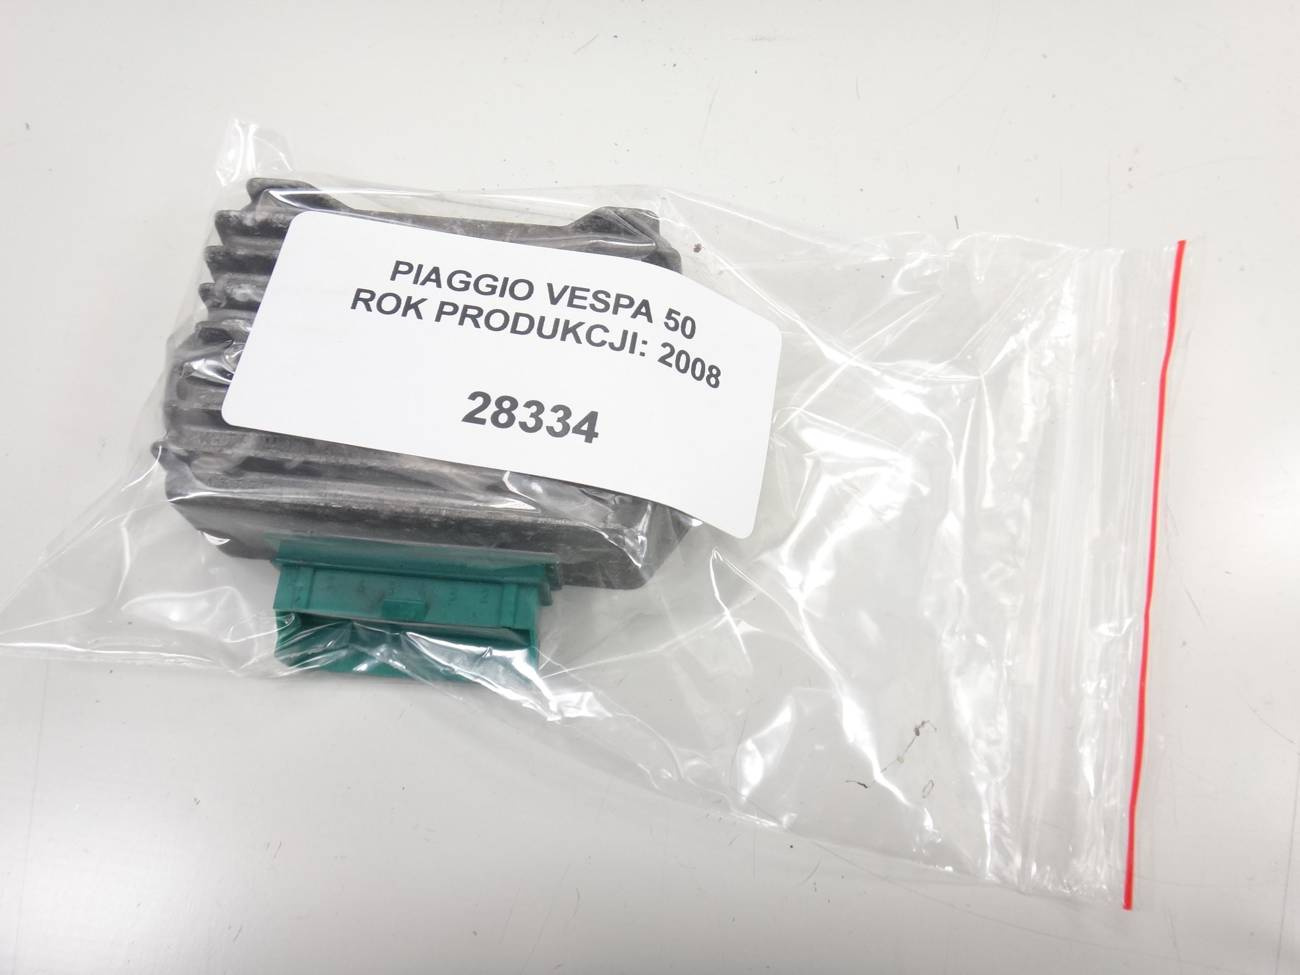 PIAGGIO VESPA 50
ROK PRODUKCJI: 2008
28334